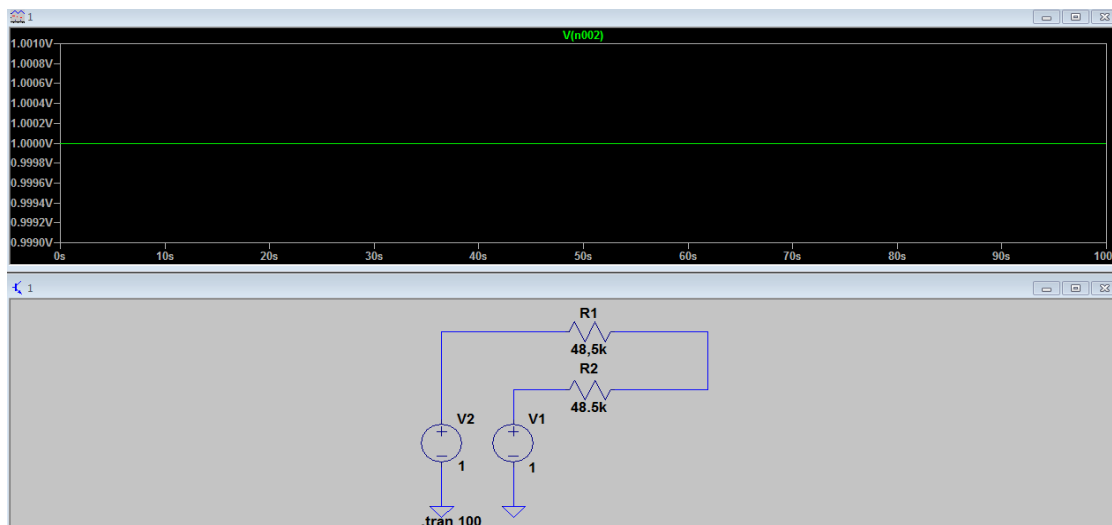 1
V(n002)
1.0010V
1.0008V
1.0006V
1.0004V
1.0002V
1.0000V
0.9998V
0.9996V
0.9994V
0.9992V
0.9990V
0s 10s 20s 30s 40s 50s 60s 70s 80s 90s 100
1
R1
48,5k
R2
48.5k
V2 V1
1 1
.tran 100